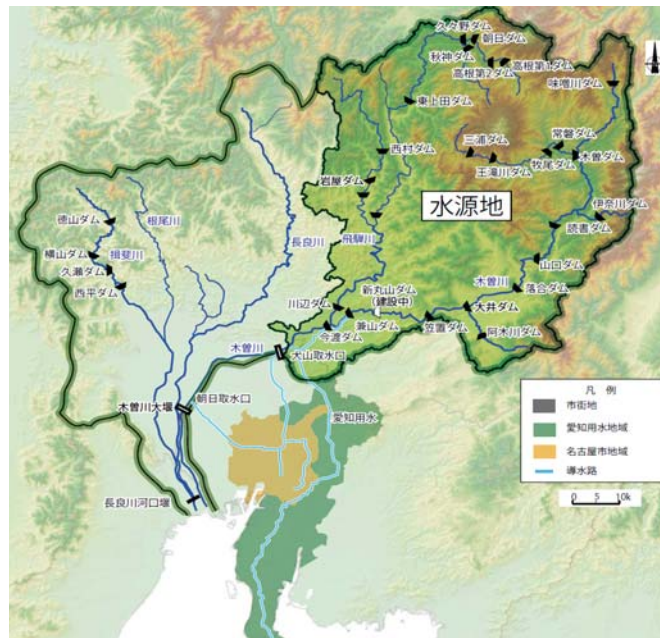 久々野ダム
朝日ダム
秋神ダム
高根第1ダム
高根第2ダム
味噌川ダム
東上田ダム
常磐ダム
三浦ダム
西村ダム
牧尾ダム
木曽ダム
王滝川ダム
岩屋ダム
水源地
伊奈川ダム
読書ダム
徳山ダム
根尾川
長良川
飛騨川
横山ダム
揖斐川
久瀬ダム
西平ダム
山口ダム
木曽川
落合ダム
新丸山ダム
(建設中)
川辺ダム
大井ダム
兼山ダム
笠置ダム
阿木川ダム
今渡ダム
木曽川
犬山取水口
朝日取水口
木曽川大堰
愛知用水
長良川河口堰
凡 例
市街地
愛知用水地域
名古屋市地域
導水路
0 5 10k